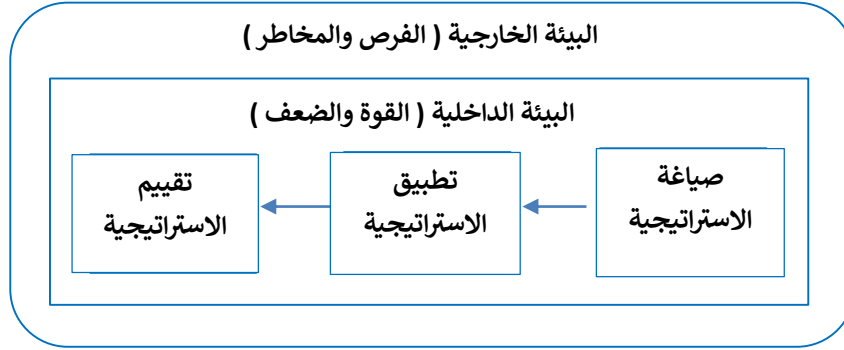 البيئة الخارجية ( الفرص والمخاطر )
البيئة الداخلية ( القوة والضعف )
صياغة
الاستراتيجية
تطبيق
الاستراتيجية
تقييم
الاستراتيجية